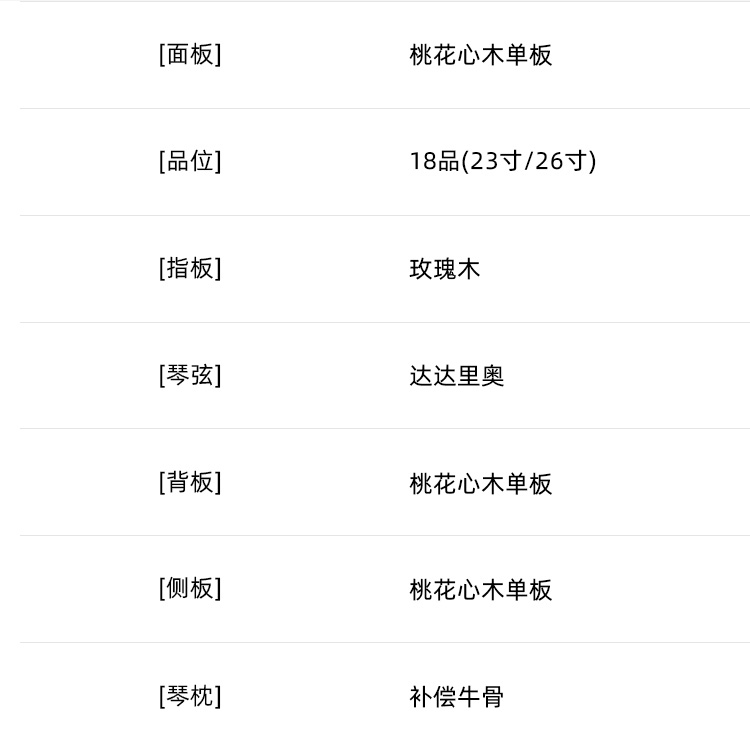 [面板] 桃花心木单板
[品位] 18品(23寸/26寸)
[指板] 玫瑰木
[琴弦] 达达里奥
[背板] 桃花心木单板
[侧板] 桃花心木单板
[琴枕] 补偿牛骨